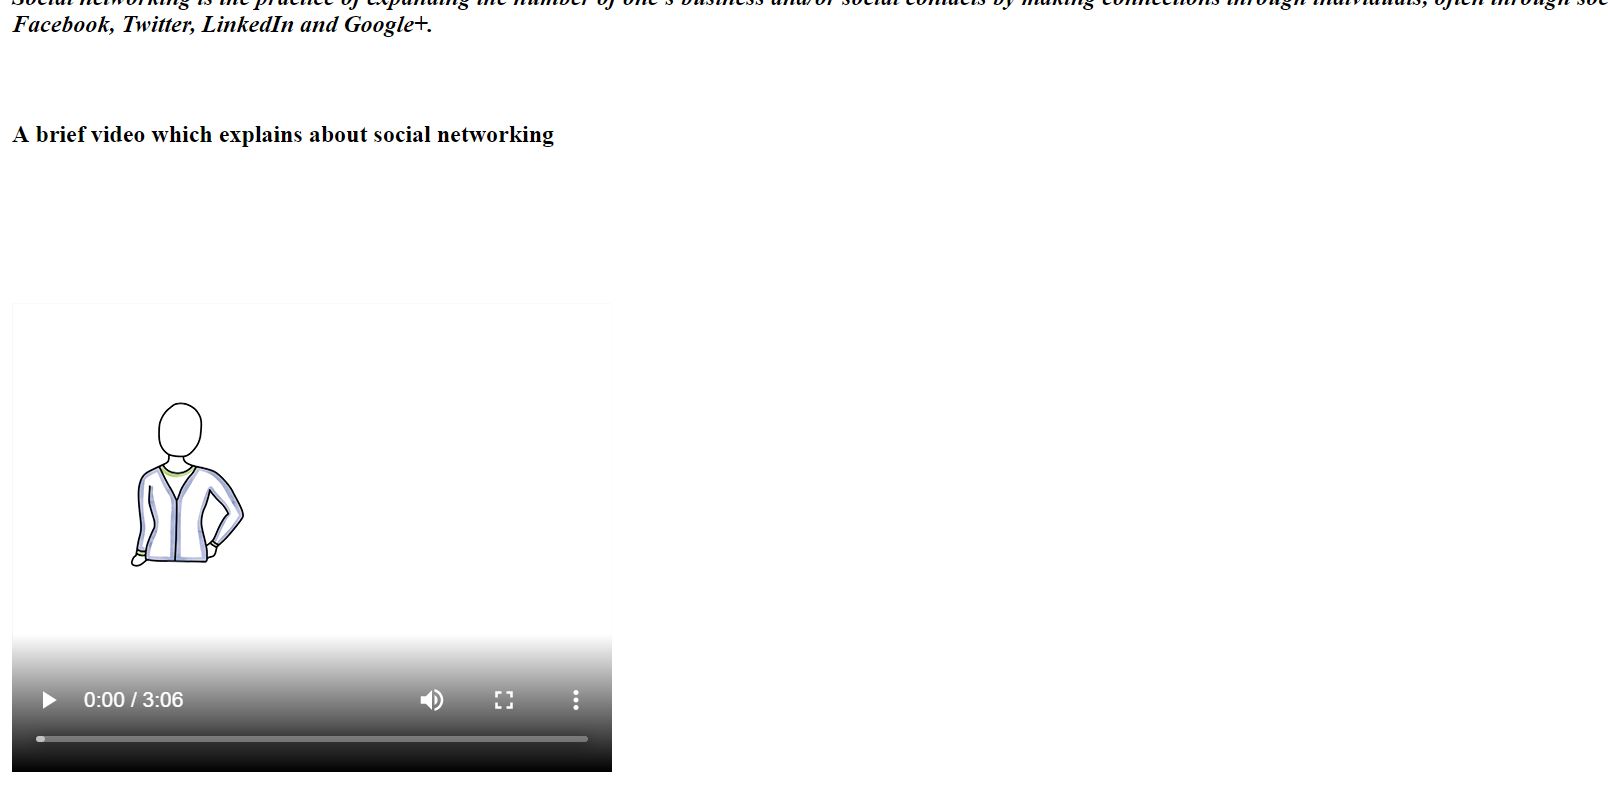 Social networking is the practice of expanding the number of one's business and/or social contacts by making connections through individuals, often through
Facebook, Twitter, LinkedIn and Google+.
A brief video which explains about social networking
0:00 / 3:06